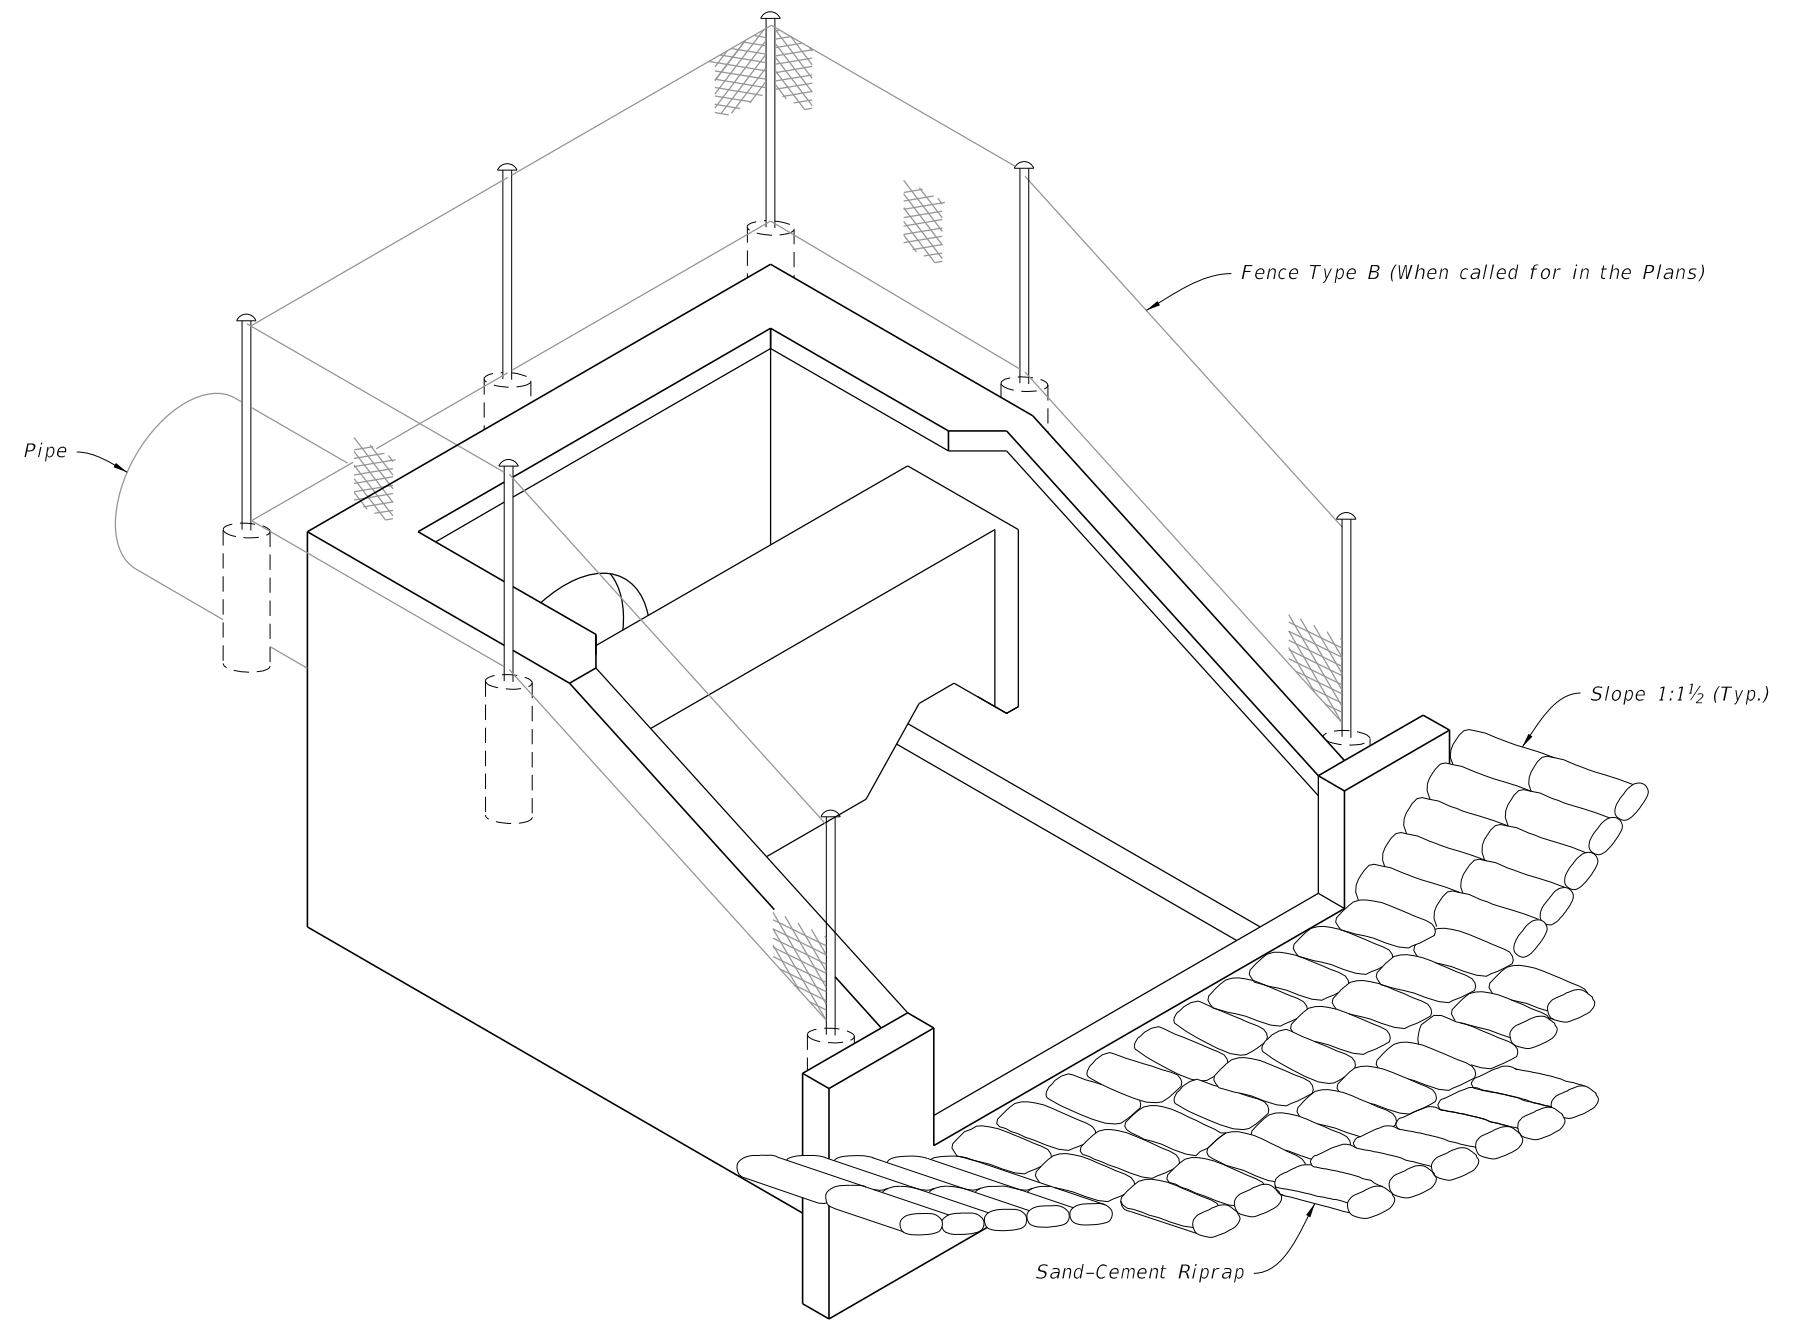 Fence Type B (When called for in the Plans)
Pipe
Slope 1:1½ (Typ.)
Sand-Cement Riprap